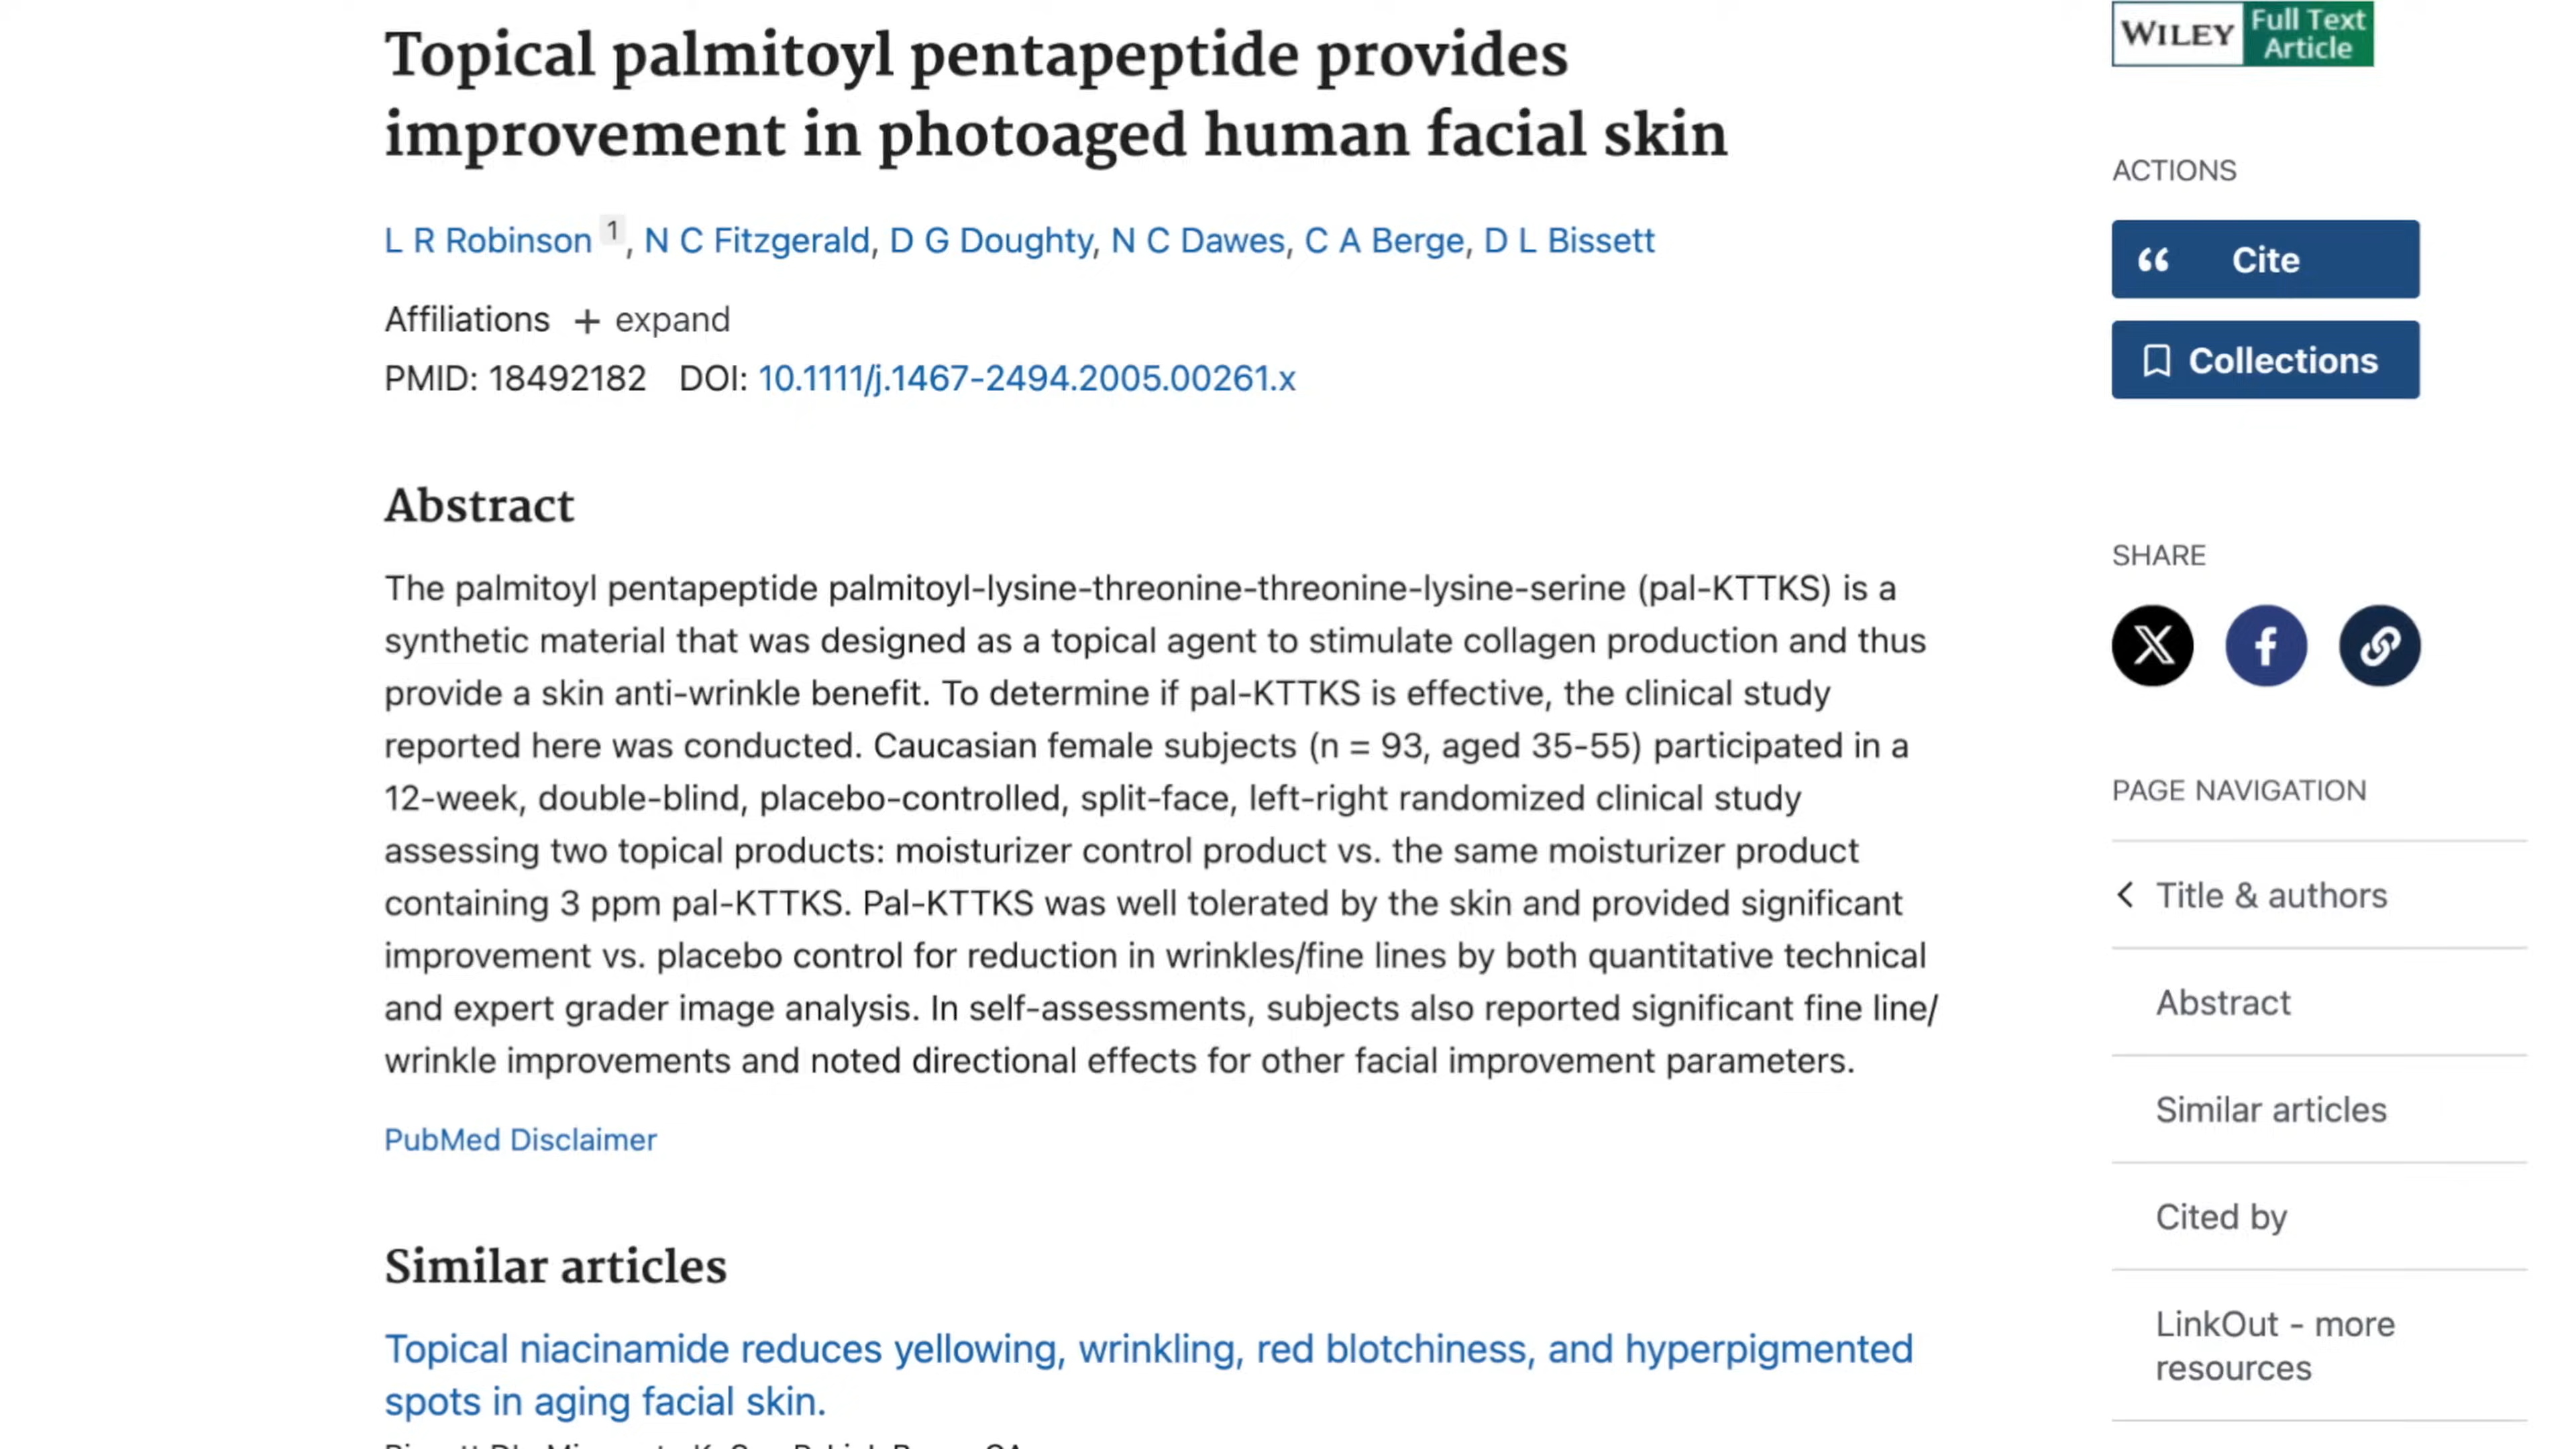 Topical palmitoyl pentapeptide provides
improvement in photoaged human facial skin
L R Robinson 1, N C Fitzgerald, D G Doughty, N C Dawes, C A Berge, D L Bissett
Affiliations + expand
PMID: 18492182 DOI: 10.1111/j.1467-2494.2005.00261.x
Abstract
The palmitoyl pentapeptide palmitoyl-lysine-threonine-threonine-lysine-serine (pal-KTTKS) is a
synthetic material that was designed as a topical agent to stimulate collagen production and thus
provide a skin anti-wrinkle benefit. To determine if pal-KTTKS is effective, the clinical study
reported here was conducted. Caucasian female subjects (n = 93, aged 35-55) participated in a
12-week, double-blind, placebo-controlled, split-face, left-right randomized clinical study
assessing two topical products: moisturizer control product vs. the same moisturizer product
containing 3 ppm pal-KTTKS. Pal-KTTKS was well tolerated by the skin and provided significant
improvement vs. placebo control for reduction in wrinkles/fine lines by both quantitative technical
and expert grader image analysis. In self-assessments, subjects also reported significant fine line/
wrinkle improvements and noted directional effects for other facial improvement parameters.
PubMed Disclaimer
Similar articles
Topical niacinamide reduces yellowing, wrinkling, red blotchiness, and hyperpigmented
spots in aging facial skin.
WILEY Full Text
Article
ACTIONS
Cite
Collections
SHARE
PAGE NAVIGATION
Title & authors
Abstract
Similar articles
Cited by
LinkOut - more
resources